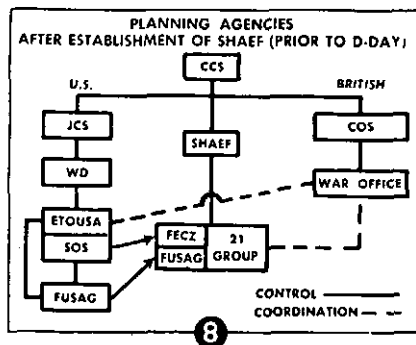 PLANNING AGENCIES
AFTER ESTABLISHMENT OF SHAEF (PRIOR TO D-DAY)
CCS
U.S.
BRITISH
JCS
SHAEF
COS
WD
WAR OFFICE
ETOUSA
SOS
FECZ
FUSAG
21
GROUP
FUSAG
CONTROL
COORDINATION
8